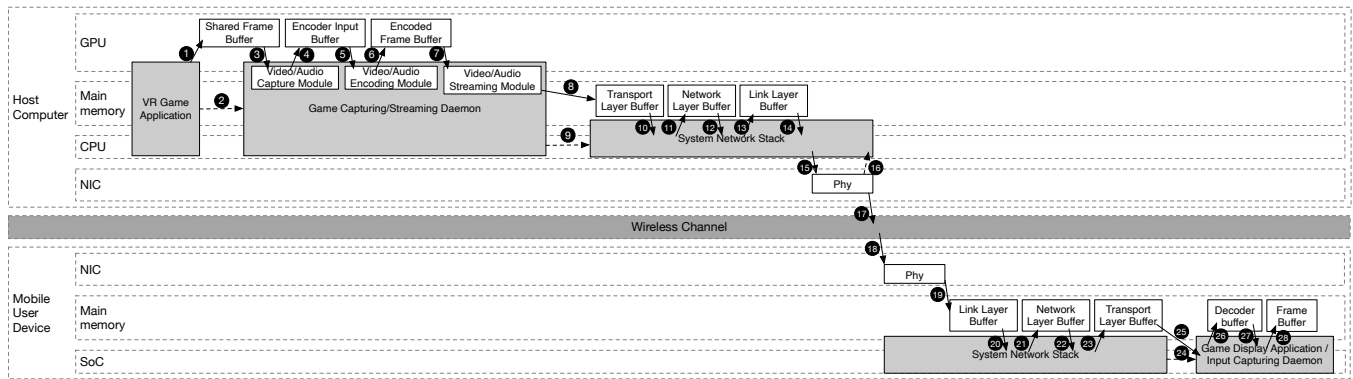 Host
Computer
GPU
Main
memory
CPU
NIC
Shared Frame
Buffer
Encoder Input
Buffer
Encoded
Frame Buffer
1
3
4
5
6
7
VR Game
Application
2
Video/Audio
Capture Module
Video/Audio
Encoding Module
Video/Audio
Streaming Module
Game Capturing/Streaming Daemon
8
9
Transport
Layer Buffer
Network
Layer Buffer
Link Layer
Buffer
10
11
12
13
14
System Network Stack
15
16
Phy
17
Wireless Channel
18
Mobile
User
Device
NIC
Main
memory
SoC
Phy
19
Link Layer
Buffer
Network
Layer Buffer
Transport
Layer Buffer
20
21
22
23
System Network Stack
25
24
Decoder
buffer
Frame
Buffer
26
27
28
Game Display Application /
Input Capturing Daemon